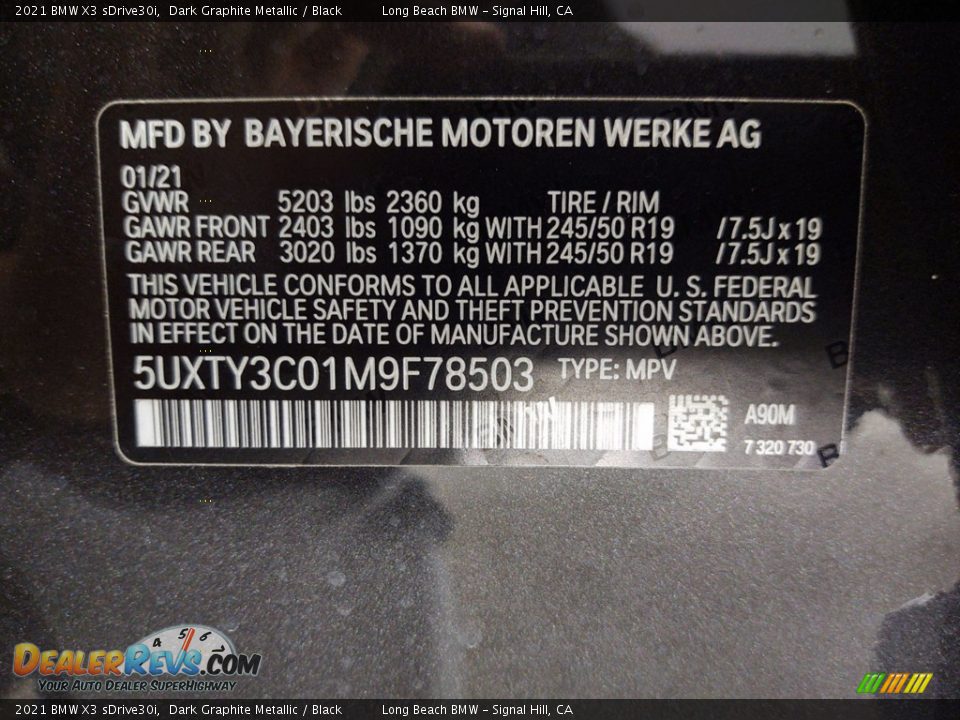 2021 BMW X3 sDrive30i, Dark Graphite Metallic / Black Long Beach BMW - Signal Hill, CA
MFD BY BAYERISCHE MOTOREN WERKE AG
01/21
GVWR 5203 lbs 2360 kg TIRE / RIM
GAWR FRONT 2403 lbs 1090 kg WITH 245/50 R19 /7.5J x 19
GAWR REAR 3020 lbs 1370 kg WITH 245/50 R19 /7.5J x 19
THIS VEHICLE CONFORMS TO ALL APPLICABLE U. S. FEDERAL
MOTOR VEHICLE SAFETY AND THEFT PREVENTION STANDARDS
IN EFFECT ON THE DATE OF MANUFACTURE SHOWN ABOVE.
5UXTY3C01M9F78503 TYPE: MPV
A90M
7 320 730
4 5 6
DEALERREVS.COM
YOUR AUTO DEALER SUPERHIGHWAY
2021 BMW X3 sDrive30i, Dark Graphite Metallic / Black Long Beach BMW - Signal Hill, CA